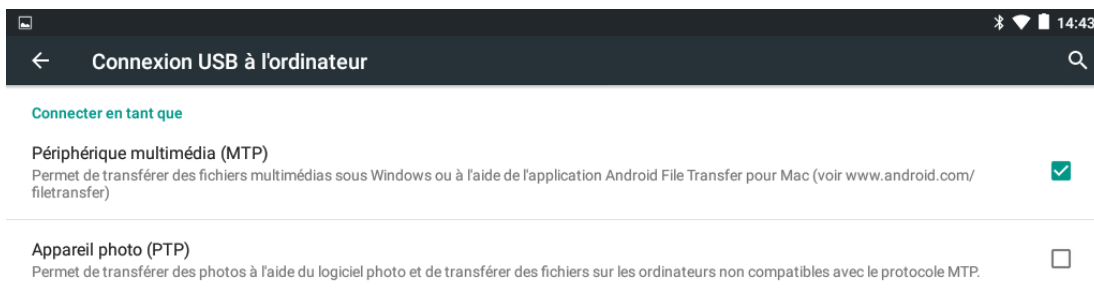 14:43
Connexion USB à l'ordinateur
Connecter en tant que
Périphérique multimédia (MTP)
Permet de transférer des fichiers multimédias sous Windows ou à l'aide de l'application Android File Transfer pour Mac (voir www.android.com/
filetransfer)
Appareil photo (PTP)
Permet de transférer des photos à l'aide du logiciel photo et de transférer des fichiers sur les ordinateurs non compatibles avec le protocole MTP.